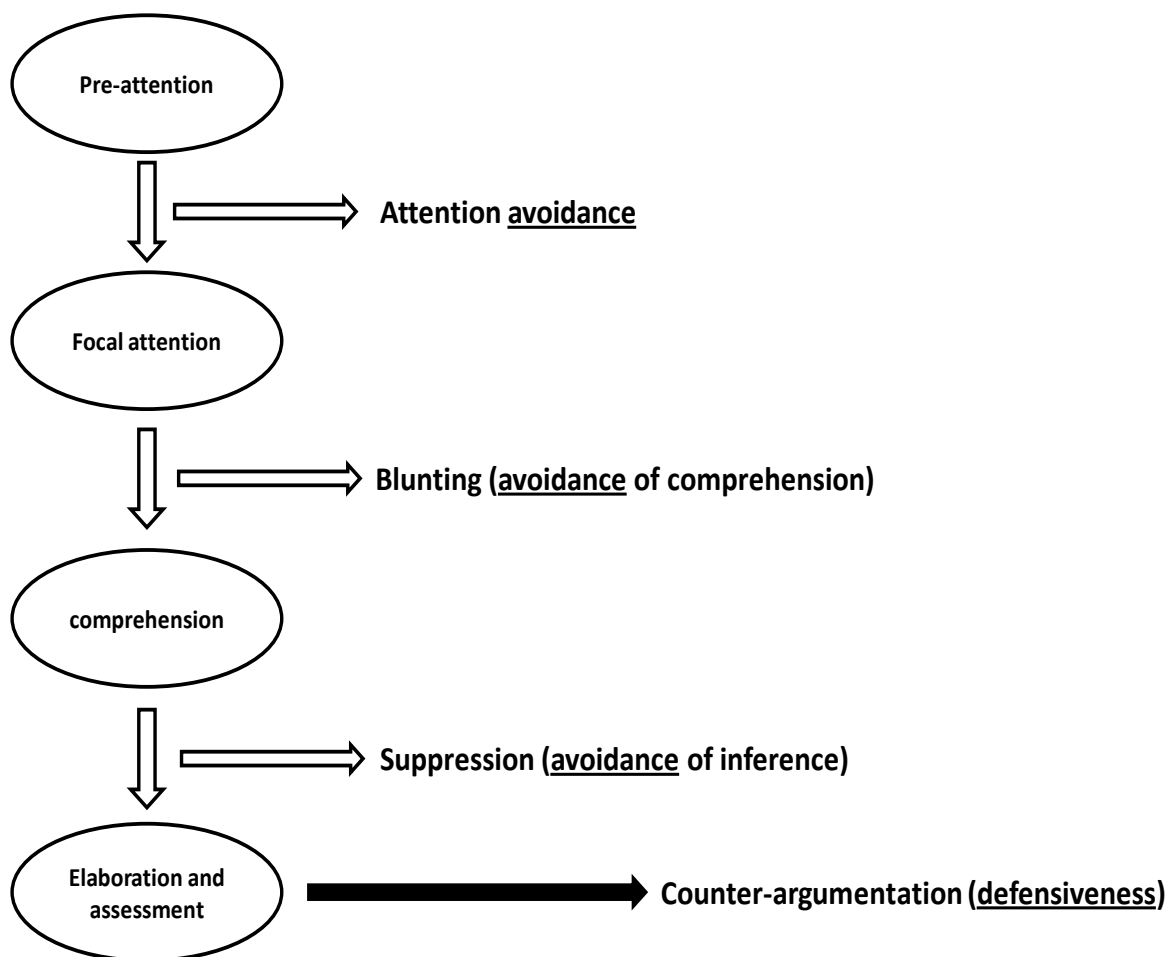 Pre-attention
Attention avoidance
Focal attention
Blunting (avoidance of comprehension)
comprehension
Suppression (avoidance of inference)
Elaboration and
assessment
Counter-argumentation (defensiveness)